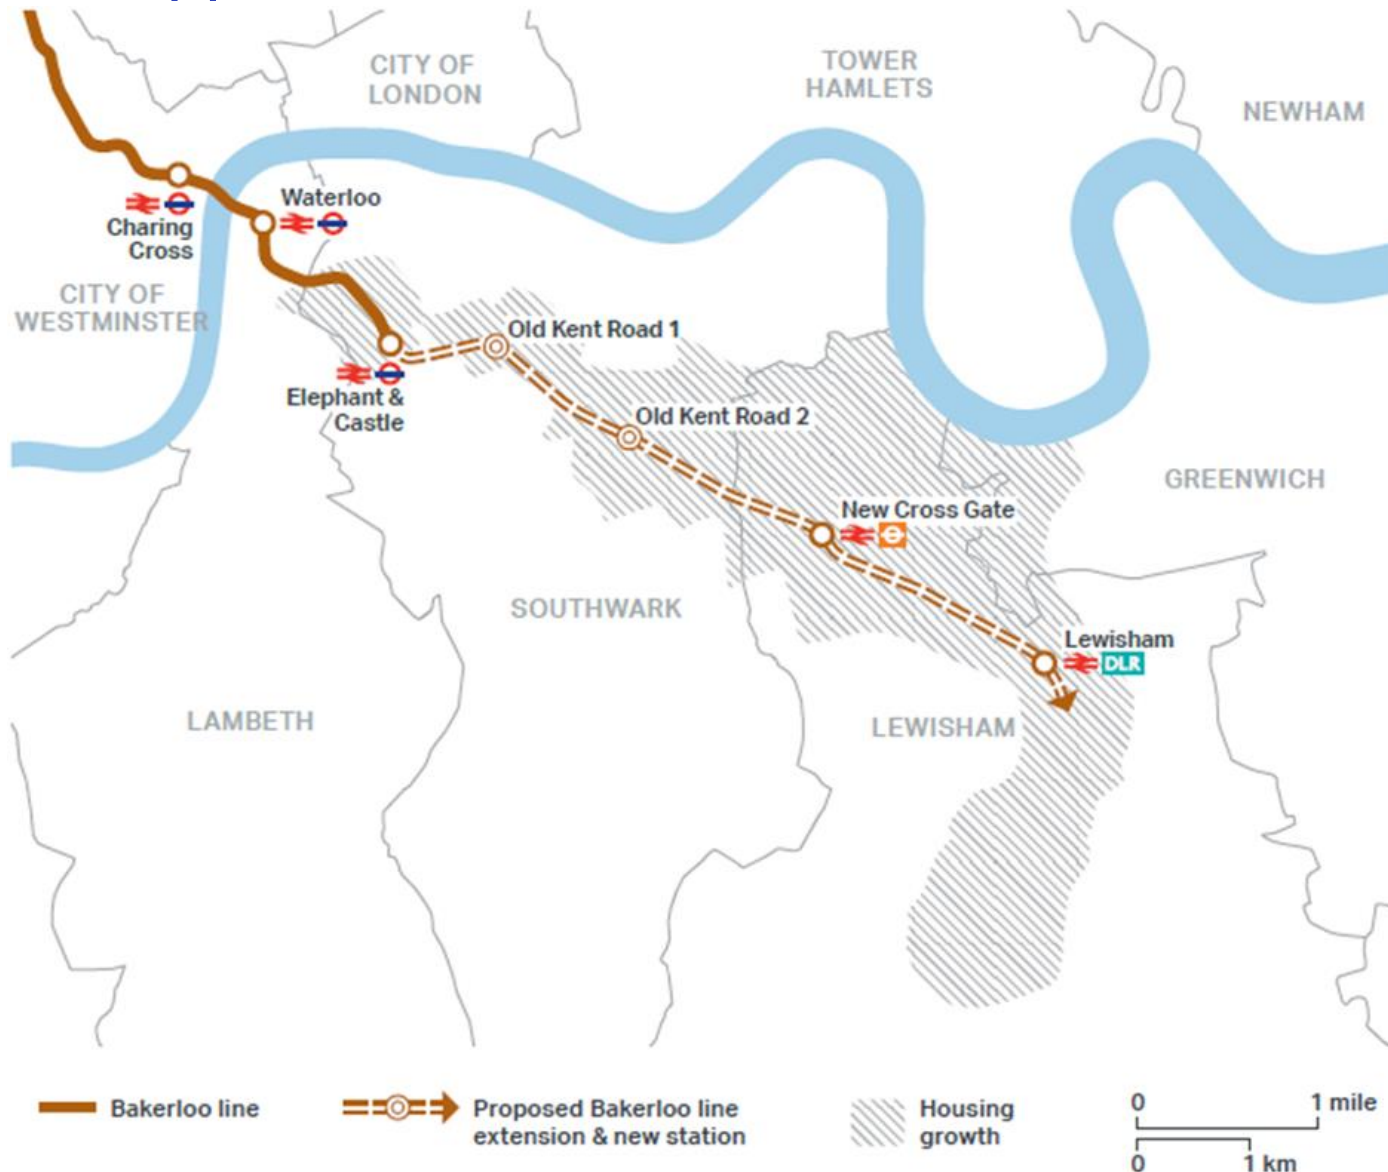 CITY OF
LONDON
TOWER
HAMLETS
NEWHAM
Waterloo
Charing
Cross
CITY OF
WESTMINSTER
Old Kent Road 1
Elephant &
Castle
Old Kent Road 2
GREENWICH
New Cross Gate
SOUTHWARK
Lewisham
DLR
LAMBETH
LEWISHAM
Bakerloo line
Proposed Bakerloo line
extension & new station
Housing
growth
0 1 mile
0 1 km